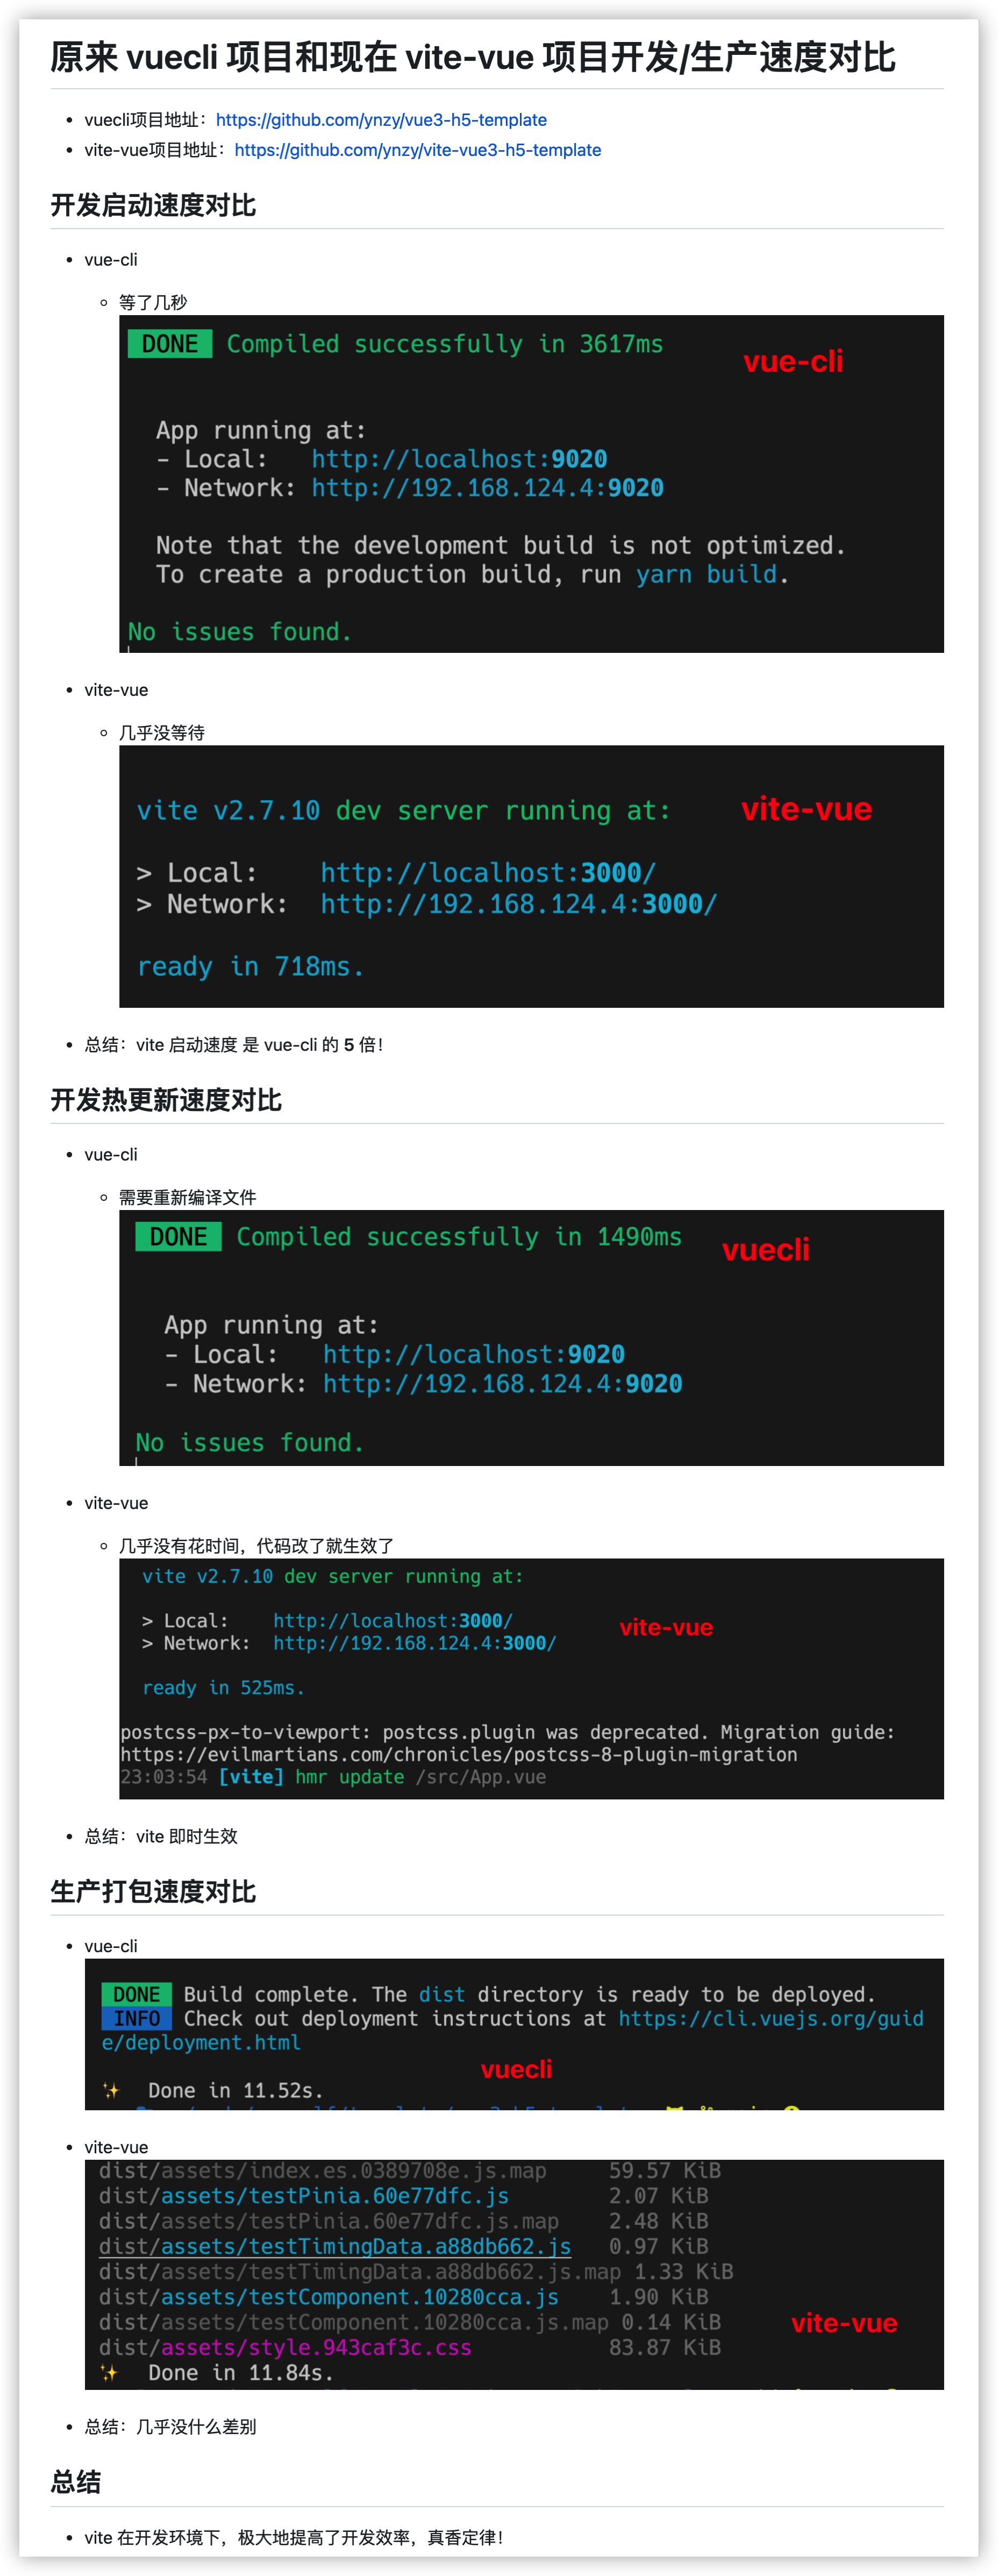 原来 vuecli 项目和现在 vite-vue 项目开发/生产速度对比
vuecli项目地址：https://github.com/ynzy/vue3-h5-template
vite-vue项目地址：https://github.com/ynzy/vite-vue3-h5-template
开发启动速度对比
vue-cli
等了几秒
DONE Compiled successfully in 3617ms
vue-cli
App running at:
- Local: http://localhost:9020
- Network: http://192.168.124.4:9020
Note that the development build is not optimized.
To create a production build, run yarn build.
No issues found.
vite-vue
几乎没等待
vite v2.7.10 dev server running at:
vite-vue
> Local: http://localhost:3000/
> Network: http://192.168.124.4:3000/
ready in 718ms.
总结：vite 启动速度 是 vue-cli 的 5 倍！
开发热更新速度对比
vue-cli
需要重新编译文件
DONE Compiled successfully in 1490ms
vuecli
App running at:
- Local: http://localhost:9020
- Network: http://192.168.124.4:9020
No issues found.
vite-vue
几乎没有花时间，代码改了就生效了
vite v2.7.10 dev server running at:
> Local: http://localhost:3000/
vite-vue
> Network: http://192.168.124.4:3000/
ready in 525ms.
postcss-px-to-viewport: postcss.plugin was deprecated. Migration guide:
https://evilmartians.com/chronicles/postcss-8-plugin-migration
23:03:54 [vite] hmr update /src/App.vue
总结：vite 即时生效
生产打包速度对比
vue-cli
DONE Build complete. The dist directory is ready to be deployed.
INFO Check out deployment instructions at https://cli.vuejs.org/guid
e/deployment.html
vuecli
✨ Done in 11.52s.
vite-vue
dist/assets/index.es.0389708e.js.map 59.57 KiB
dist/assets/testPinia.60e77dfc.js 2.07 KiB
dist/assets/testPinia.60e77dfc.js.map 2.48 KiB
dist/assets/testTimingData.a88db662.js 0.97 KiB
dist/assets/testTimingData.a88db662.js.map 1.33 KiB
dist/assets/testComponent.10280cca.js 1.90 KiB
dist/assets/testComponent.10280cca.js.map 0.14 KiB
vite-vue
dist/assets/style.943caf3c.css 83.87 KiB
✨ Done in 11.84s.
总结：几乎没什么差别
总结
vite 在开发环境下，极大地提高了开发效率，真香定律！